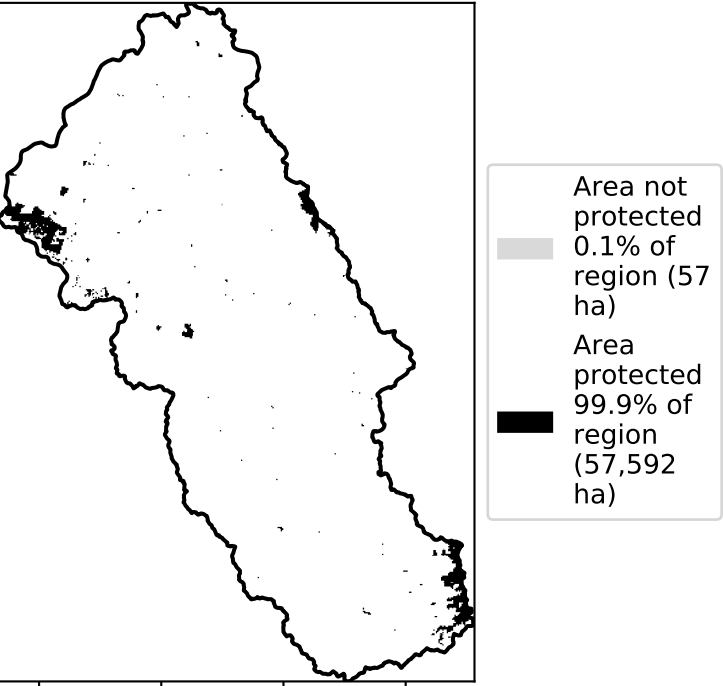 Area not
protected
0.1% of
region (57
ha)
Area
protected
99.9% of
region
(57,592
ha)